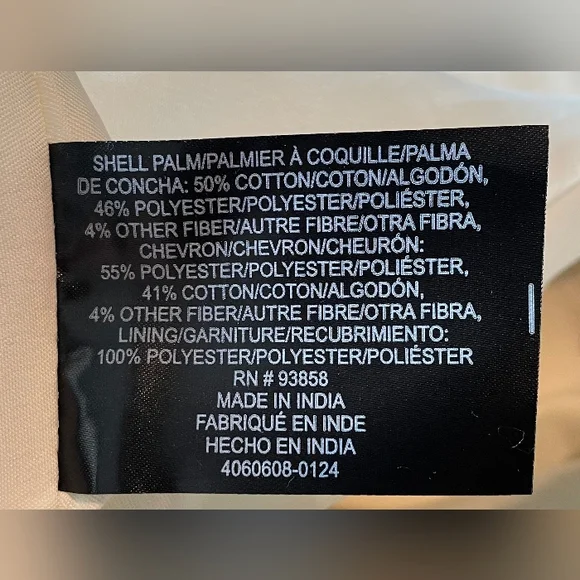 SHELL PALM/PALMIER À COQUILLE/PALMA
DE CONCHA: 50% COTTON/COTON/ALGODÓN,
46% POLYESTER/POLYESTER/POLIÉSTER,
4% OTHER FIBER/AUTRE FIBRE/OTRA FIBRA,
CHEVRON/CHEVRON/CHEURÓN:
55% POLYESTER/POLYESTER/POLIÉSTER,
41% COTTON/COTON/ALGODÓN,
4% OTHER FIBER/AUTRE FIBRE/OTRA FIBRA,
LINING/GARNITURE/RECUBRIMIENTO:
100% POLYESTER/POLYESTER/POLIÉSTER
RN # 93858
MADE IN INDIA
FABRIQUÉ EN INDE
HECHO EN INDIA
4060608-0124